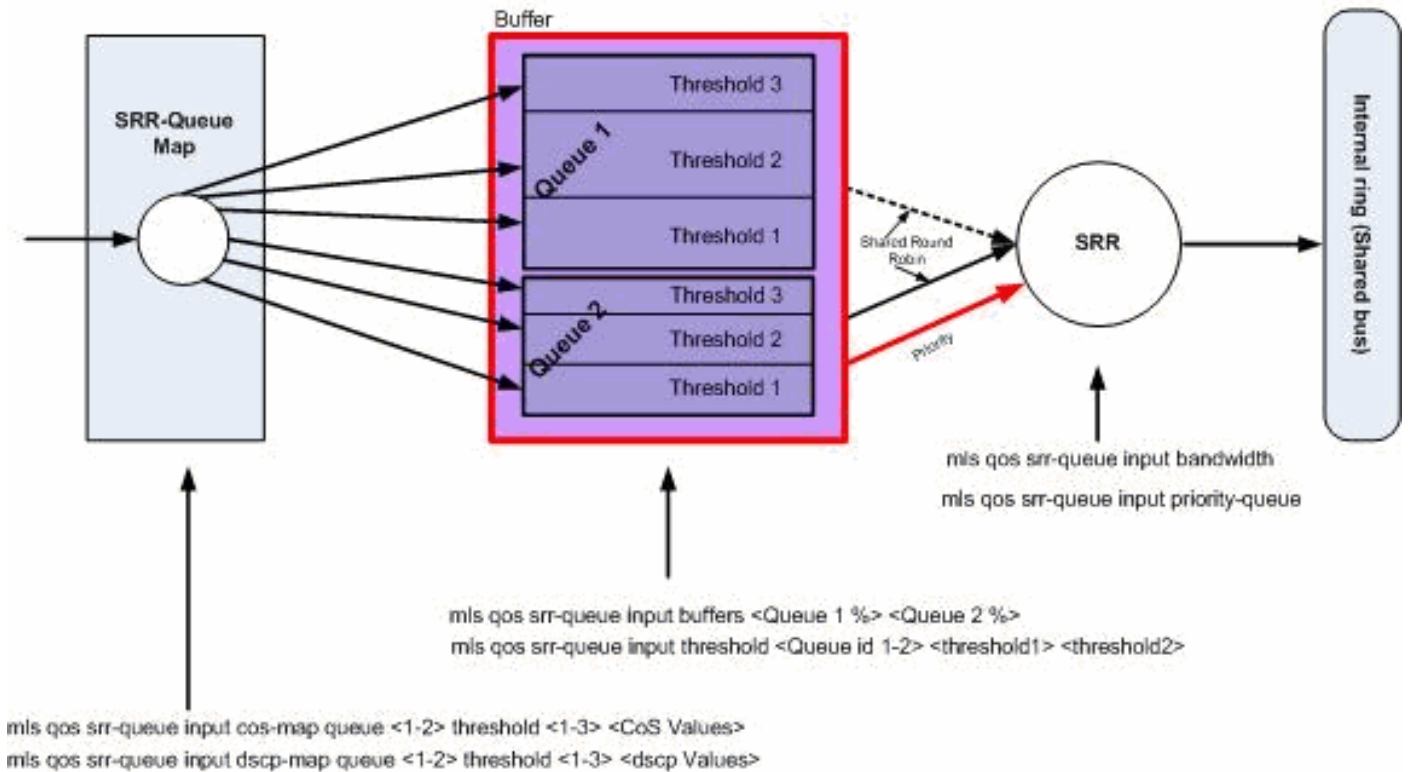 Buffer
SRR-Queue
Map
Threshold 3
Threshold 2
Threshold 1
Queue 1
Threshold 3
Threshold 2
Threshold 1
Queue 2
Shared Round
Robin
Priority
SRR
Internal ring (Shared bus)
mls qos srr-queue input bandwidth
mls qos srr-queue input priority-queue
mls qos srr-queue input buffers <Queue 1 %> <Queue 2 %>
mls qos srr-queue input threshold <Queue id 1-2> <threshold1> <threshold2>
mls qos srr-queue input cos-map queue <1-2> threshold <1-3> <CoS Values>
mls qos srr-queue input dscp-map queue <1-2> threshold <1-3> <dscp Values>